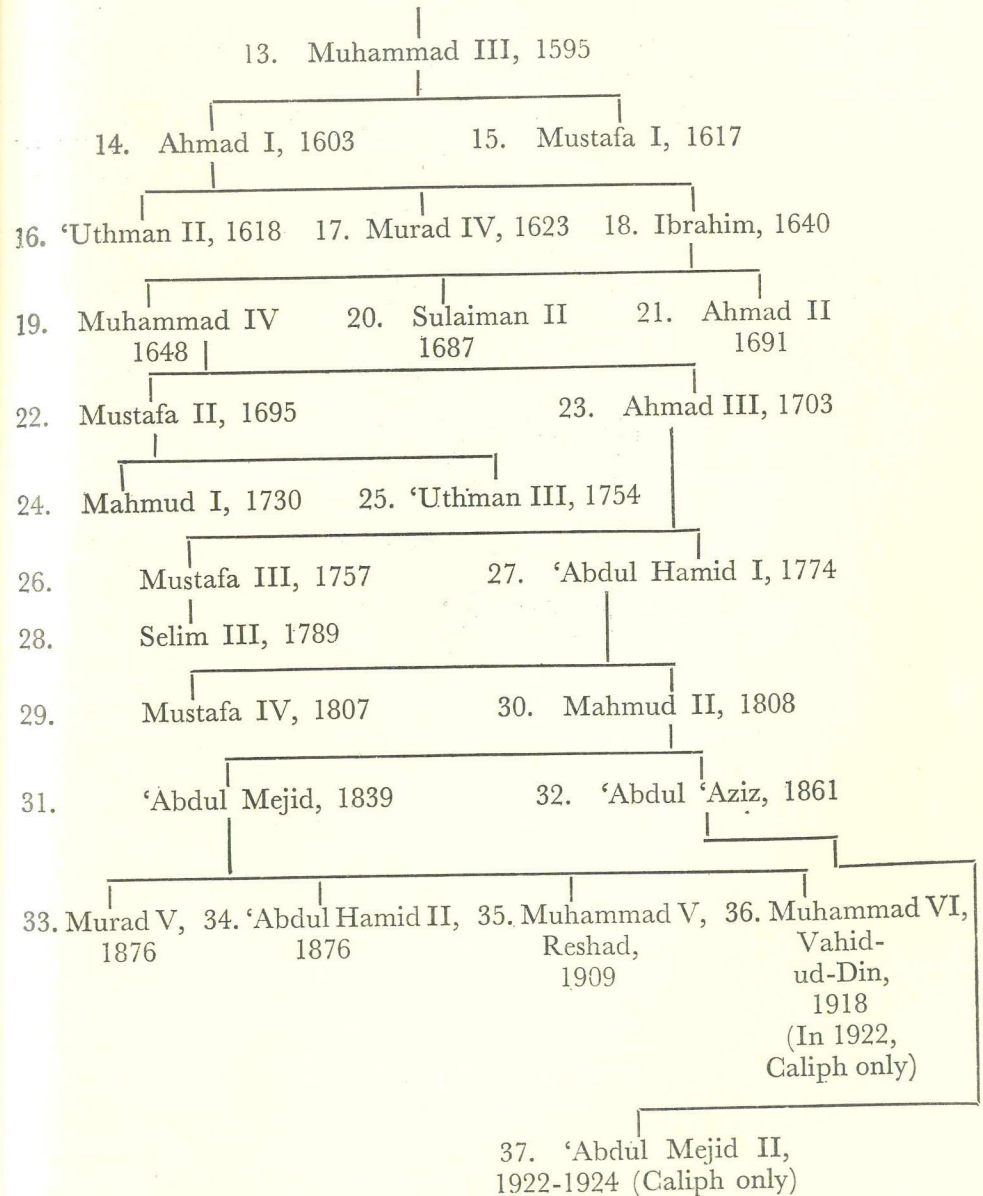 13. Muhammad III, 1595
14. Ahmad I, 1603 15. Mustafa I, 1617
16. ‘Uthman II, 1618 17. Murad IV, 1623 18. Ibrahim, 1640
19. Muhammad IV 20. Sulaiman II 21. Ahmad II
1648 1687 1691
22. Mustafa II, 1695 23. Ahmad III, 1703
24. Mahmud I, 1730 25. ‘Uthman III, 1754
26. Mustafa III, 1757 27. ‘Abdul Hamid I, 1774
28. Selim III, 1789
29. Mustafa IV, 1807 30. Mahmud II, 1808
31. ‘Abdul Mejid, 1839 32. ‘Abdul ‘Aziz, 1861
33. Murad V, 34. ‘Abdul Hamid II, 35. Muhammad V, 36. Muhammad VI,
1876 1876 Reshad, Vahid-
1909 ud-Din,
1918
(In 1922,
Caliph only)
37. ‘Abdul Mejid II,
1922-1924 (Caliph only)